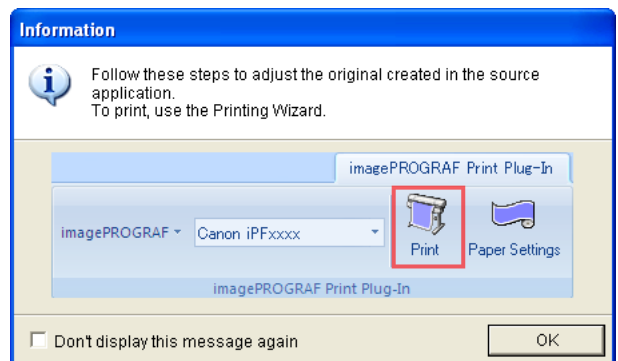 Information
Follow these steps to adjust the original created in the source
application.
To print, use the Printing Wizard.
imagePROGRAF Print Plug-In
imagePROGRAF
Canon iPFxxxx
Print
Paper Settings
imagePROGRAF Print Plug-In
Don't display this message again
OK